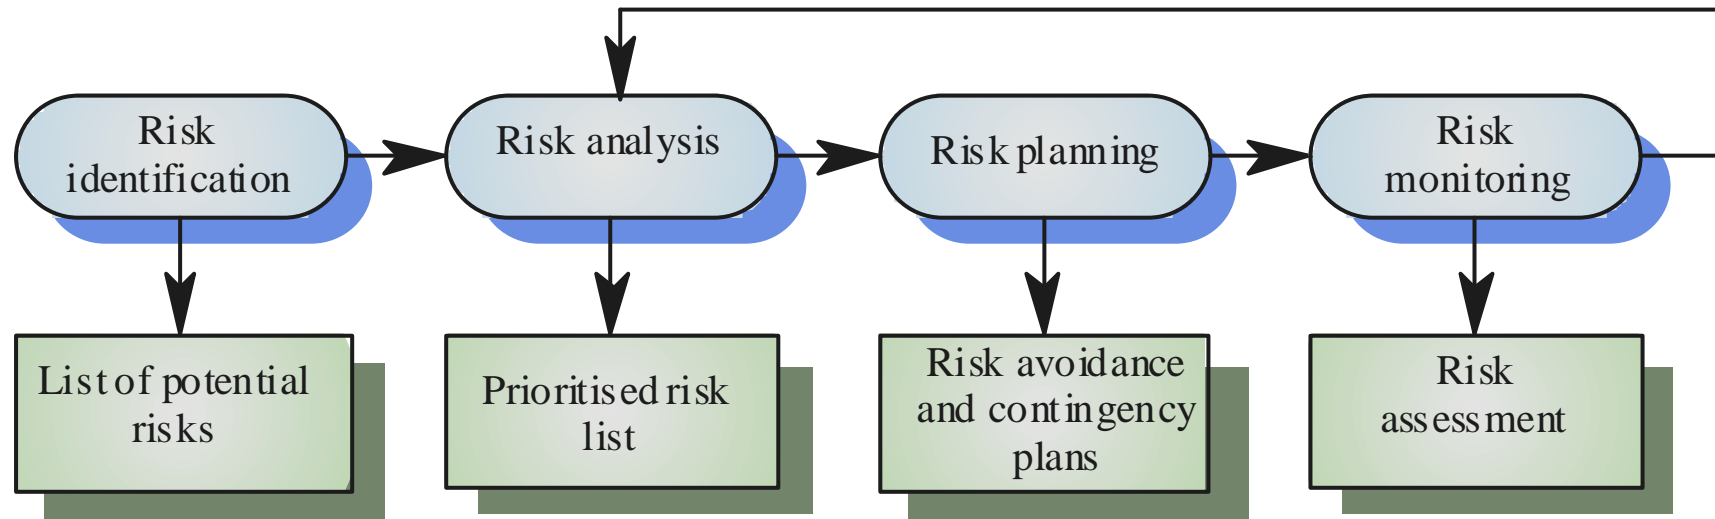 Risk
identification
Risk analysis
Risk planning
Risk
monitoring
List of potential
risks
Prioritised risk
list
Risk avoidance
and contingency
plans
Risk
assessment